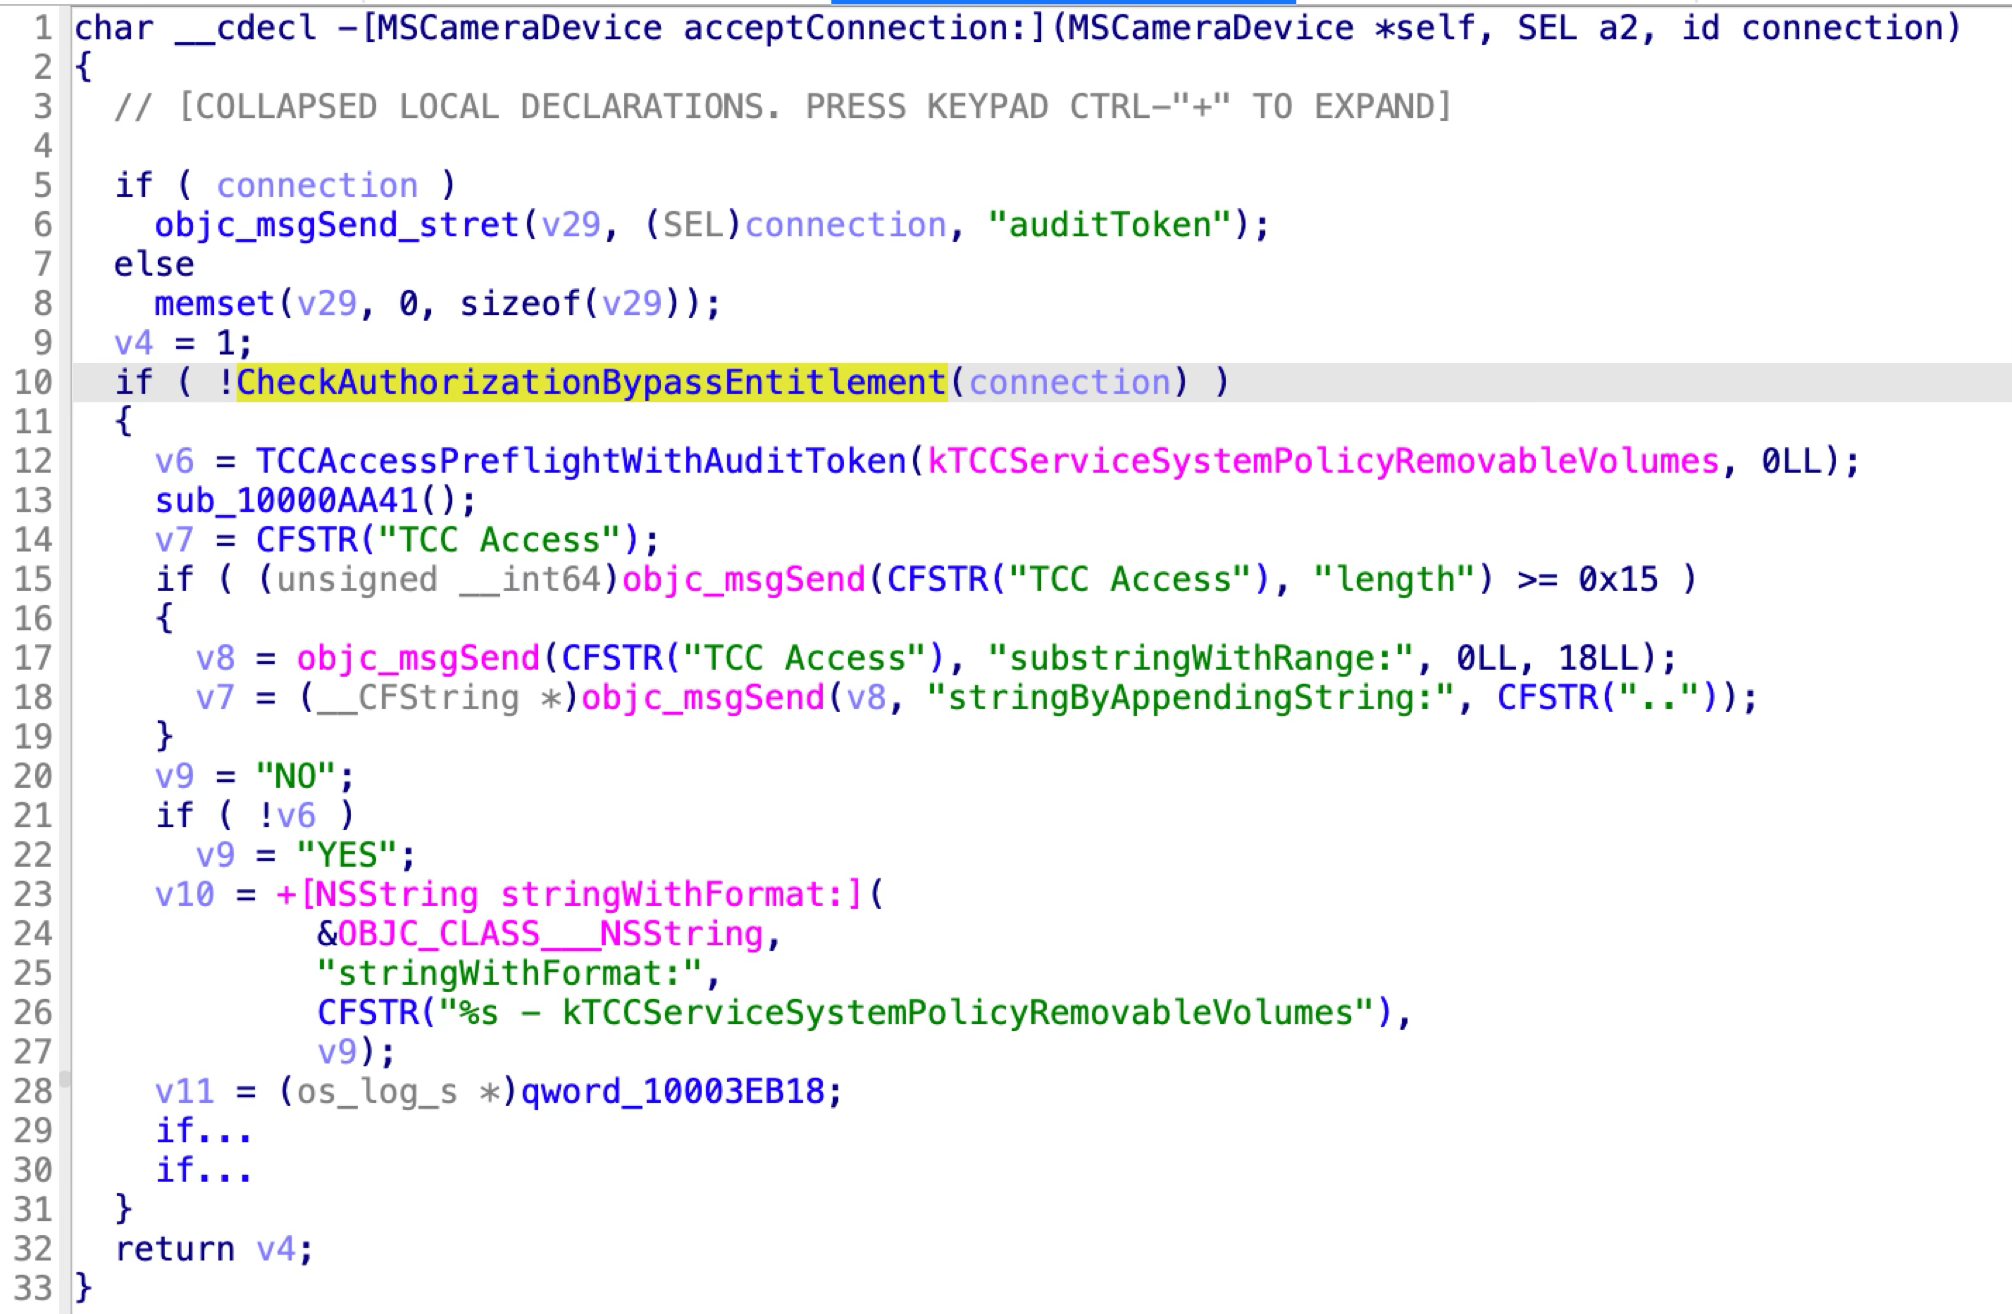 1 char __cdecl -[MSCameraDevice acceptConnection:](MSCameraDevice *self, SEL a2, id connection)
2 {
3   // [COLLAPSED LOCAL DECLARATIONS. PRESS KEYPAD CTRL-"+" TO EXPAND]
4
5   if ( connection )
6     objc_msgSend_stret(v29, (SEL)connection, "auditToken");
7   else
8     memset(v29, 0, sizeof(v29));
9   v4 = 1;
10   if ( !CheckAuthorizationBypassEntitlement(connection) )
11   {
12     v6 = TCCAccessPreflightWithAuditToken(kTCCServiceSystemPolicyRemovableVolumes, 0LL);
13     sub_10000AA41();
14     v7 = CFSTR("TCC Access");
15     if ( (unsigned __int64)objc_msgSend(CFSTR("TCC Access"), "length") >= 0x15 )
16     {
17       v8 = objc_msgSend(CFSTR("TCC Access"), "substringWithRange:", 0LL, 18LL);
18       v7 = (__CFString *)objc_msgSend(v8, "stringByAppendingString:", CFSTR(".."));
19     }
20     v9 = "NO";
21     if ( !v6 )
22       v9 = "YES";
23     v10 = +[NSString stringWithFormat:](
24             &OBJC_CLASS___NSString,
25             "stringWithFormat:",
26             CFSTR("%s - kTCCServiceSystemPolicyRemovableVolumes"),
27             v9);
28     v11 = (os_log_s *)qword_10003EB18;
29     if...
30     if...
31   }
32   return v4;
33 }